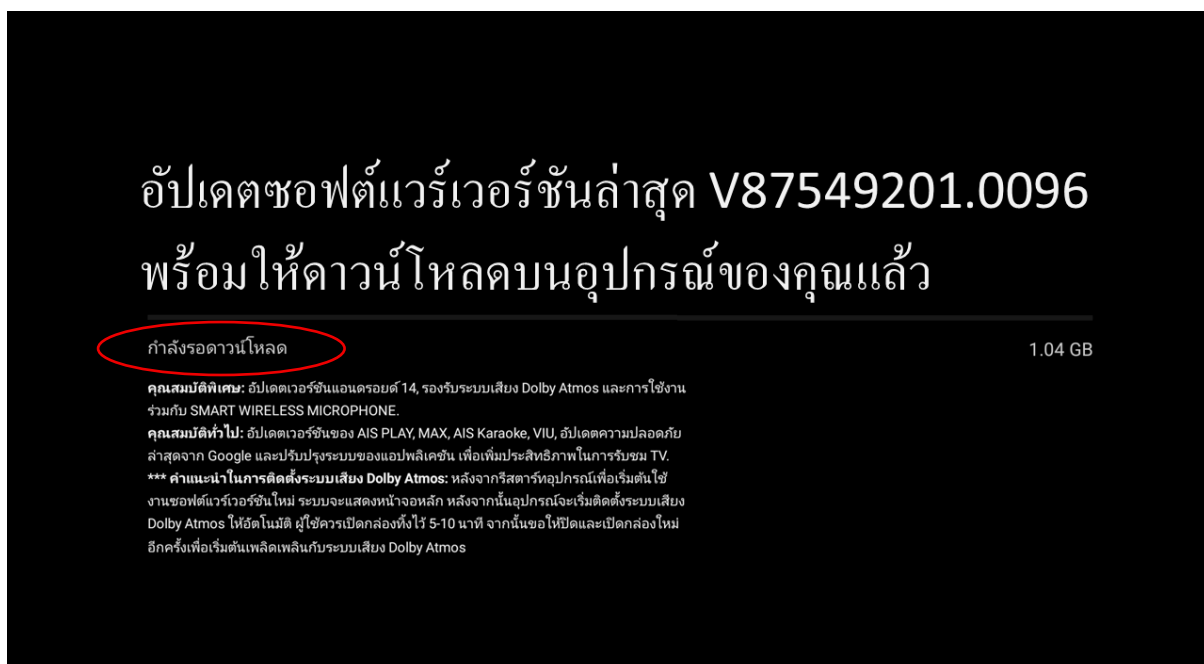 อัปเดตซอฟต์แวร์เวอร์ชันล่าสุด V87549201.0096
พร้อมให้ดาวน์โหลดบนอุปกรณ์ของคุณแล้ว
กำลังรอดาวน์โหลด 1.04 GB
คุณสมบัติพิเศษ: อัปเดตเวอร์ชันแอนดรอยด์ 14, รองรับระบบเสียง Dolby Atmos และการใช้งาน
ร่วมกับ SMART WIRELESS MICROPHONE.
คุณสมบัติทั่วไป: อัปเดตเวอร์ชันของ AIS PLAY, MAX, AIS Karaoke, VIU, อัปเดตความปลอดภัย
ล่าสุดจาก Google และปรับปรุงระบบของแอปพลิเคชัน เพื่อเพิ่มประสิทธิภาพในการรับชม TV.
*** คำแนะนำในการติดตั้งระบบเสียง Dolby Atmos: หลังจากรีสตาร์ทอุปกรณ์เพื่อเริ่มต้นใช้
งานซอฟต์แวร์เวอร์ชันใหม่ ระบบจะแสดงหน้าจอหลัก หลังจากนั้นอุปกรณ์จะเริ่มติดตั้งระบบเสียง
Dolby Atmos ให้อัตโนมัติ ผู้ใช้ควรเปิดกล่องทิ้งไว้ 5-10 นาที จากนั้นขอให้ปิดและเปิดกล่องใหม่
อีกครั้งเพื่อเริ่มต้นเพลิดเพลินกับระบบเสียง Dolby Atmos